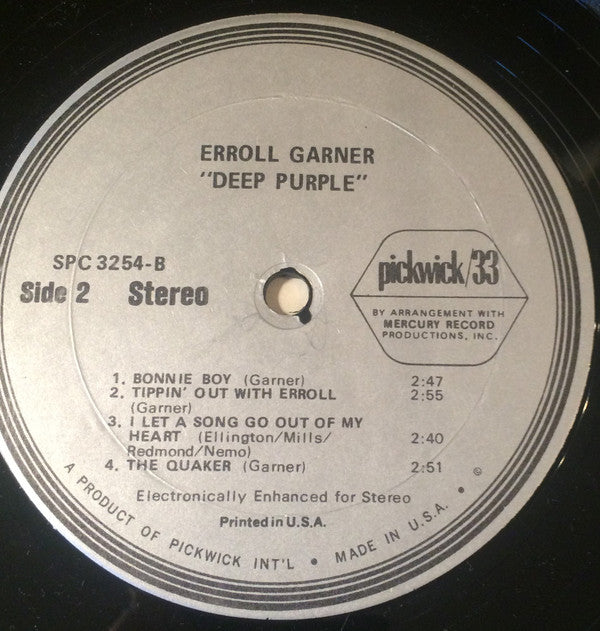 ERROLL GARNER
"DEEP PURPLE"
SPC 3254-B
Side 2 Stereo
pickwick/33
BY ARRANGEMENT WITH
MERCURY RECORD
PRODUCTIONS, INC.
1. BONNIE BOY (Garner) 2:47
2. TIPPIN' OUT WITH ERROLL 2:55
(Garner)
3. I LET A SONG GO OUT OF MY
HEART (Ellington/Mills/ 2:40
Redmond/Nemo)
4. THE QUAKER (Garner) 2:51
Electronically Enhanced for Stereo
Printed in U.S.A.
A PRODUCT OF PICKWICK INT'L • MADE IN U.S.A. • ©